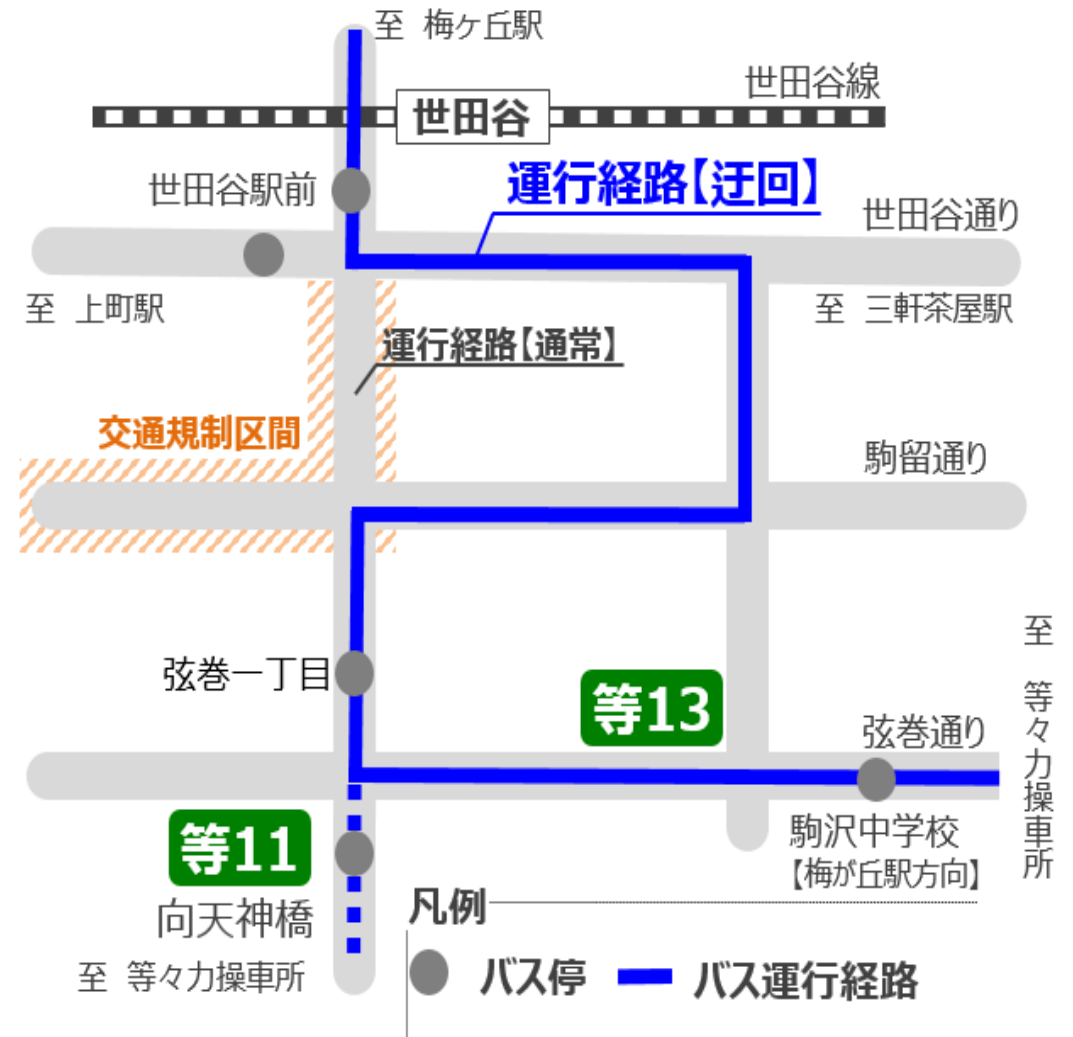 至 梅ヶ丘駅
世田谷線
世田谷
運行経路【迂回】
世田谷駅前
世田谷通り
至 上町駅
至 三軒茶屋駅
運行経路【通常】
交通規制区間
駒留通り
至 等々力操車所
弦巻一丁目
等13
弦巻通り
等11
駒沢中学校
【梅が丘駅方向】
向天神橋
凡例
至 等々力操車所
バス停
バス運行経路